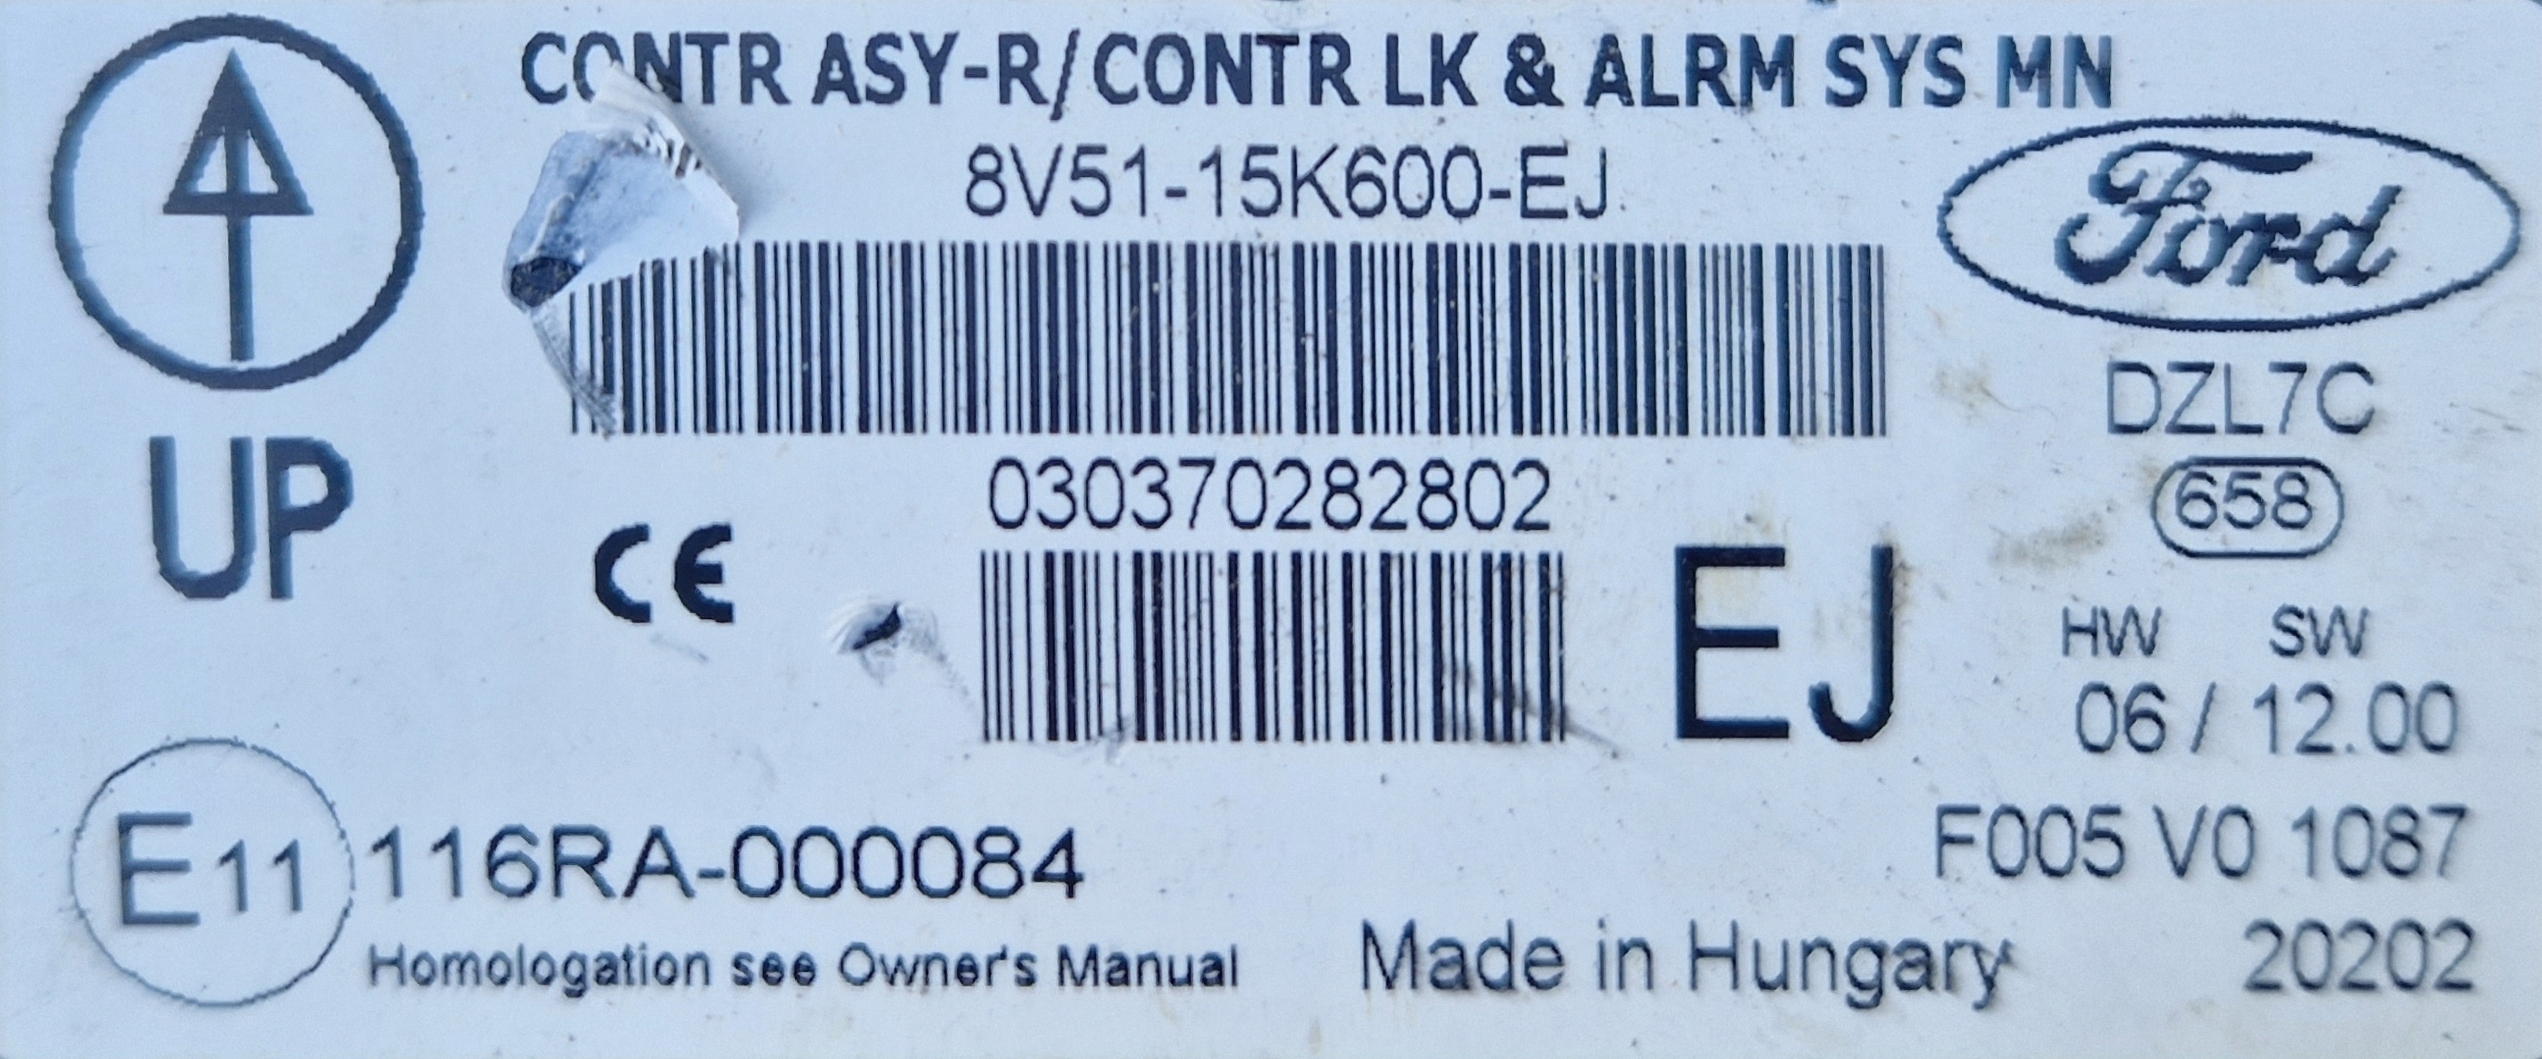 CONTR ASY-R/CONTR LK & ALRM SYS MN
8V51-15K600-EJ
Ford
DZL7C
030370282802
658
UP
CE
EJ
HW SW
06 / 12.00
E11 116RA-000084
F005 V0 1087
Homologation see Owner's Manual
Made in Hungary
20202